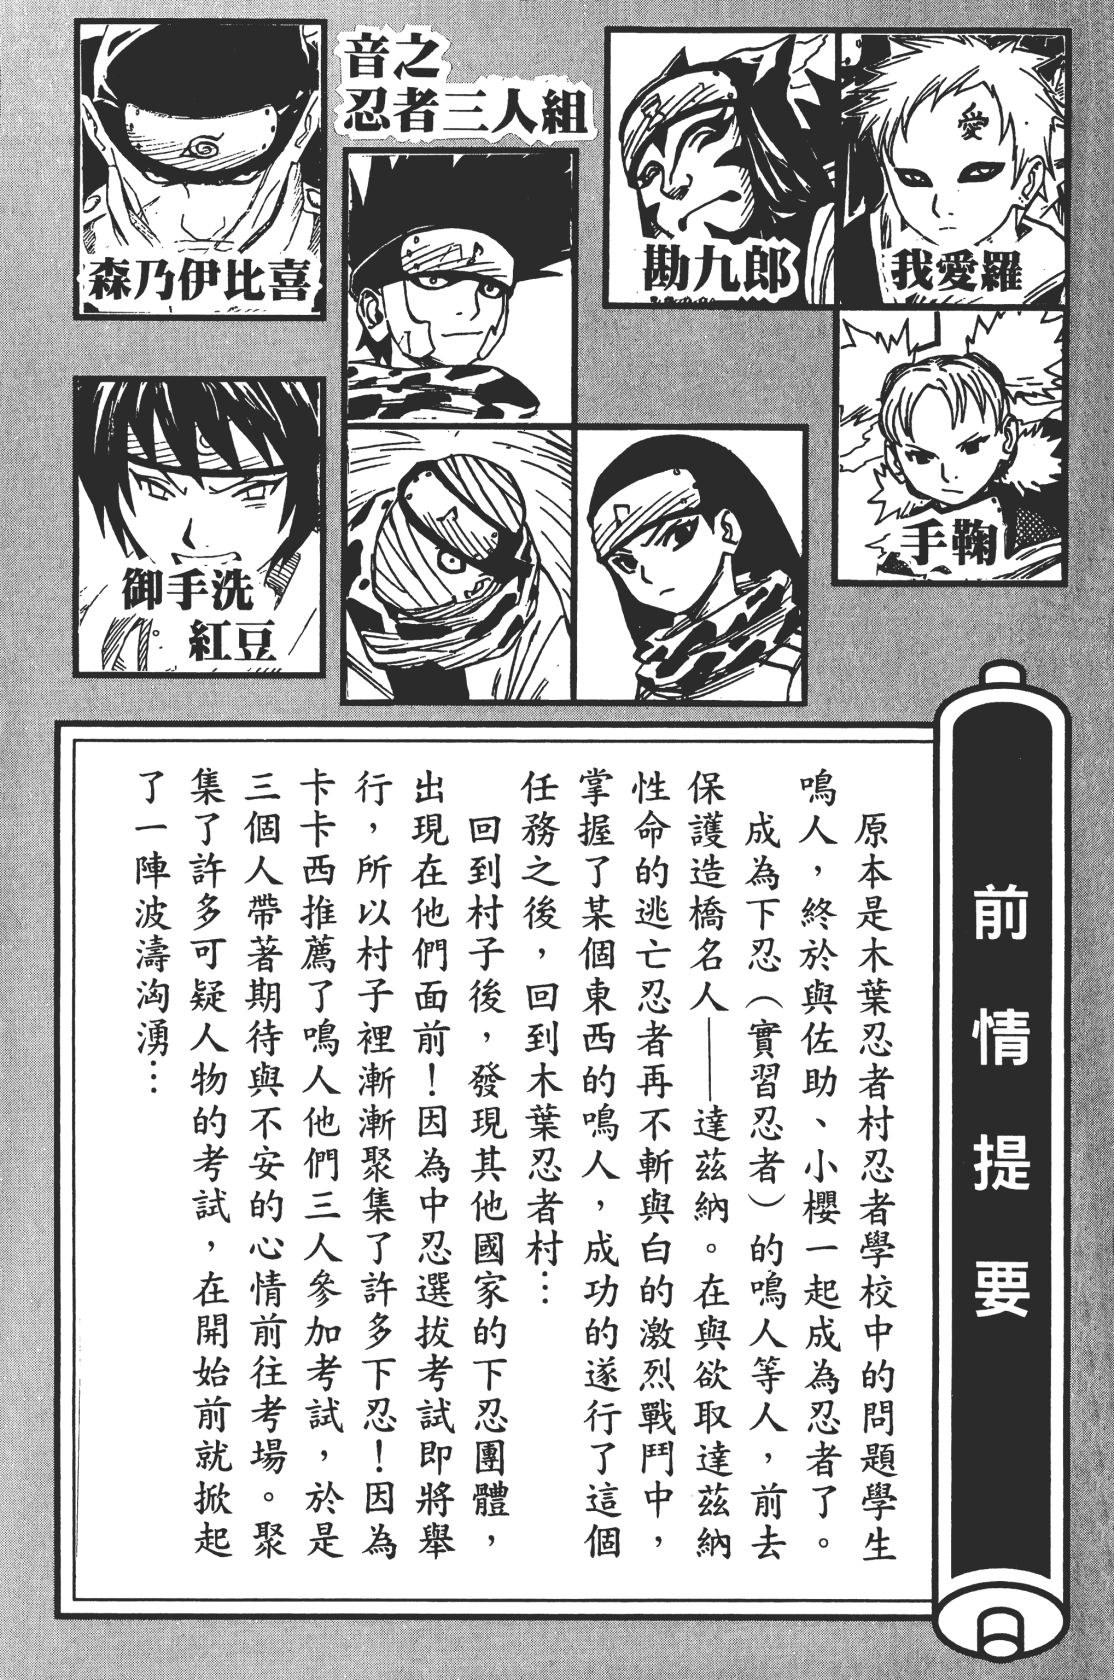 我愛羅
愛
勘九郎
手鞠
音之
忍者三人組
森乃伊比喜
御手洗
紅豆
前情提要
原本是木葉忍者村忍者學校中的問題學生
鳴人，終於與佐助、小櫻一起成為忍者了。
成為下忍（實習忍者）的鳴人等人，前去
保護造橋名人——達茲納。在與欲取達茲納
性命的逃亡忍者再不斬與白的激烈戰鬥中，
掌握了某個東西的鳴人，成功的遂行了這個
任務之後，回到木葉忍者村…
回到村子後，發現其他國家的下忍團體，
出現在他們面前！因為中忍選拔考試即將舉
行，所以村子裡漸漸聚集了許多下忍！因為
卡卡西推薦了鳴人他們三人參加考試，於是
三個人帶著期待與不安的心情前往考場。聚
集了許多可疑人物的考試，在開始前就掀起
了一陣波濤洶湧…